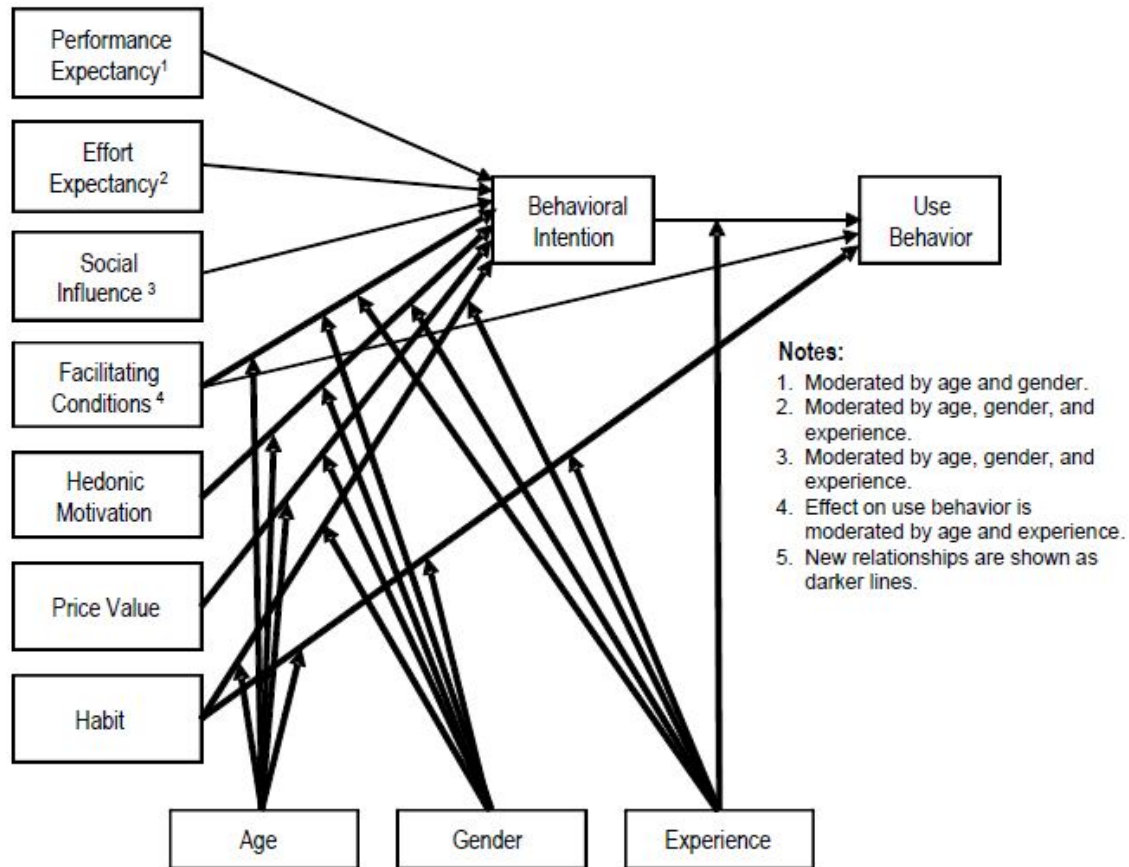 Performance
Expectancy¹
Effort
Expectancy²
Social
Influence ³
Facilitating
Conditions ⁴
Hedonic
Motivation
Price Value
Habit
Behavioral
Intention
Use
Behavior
Notes:
1. Moderated by age and gender.
2. Moderated by age, gender, and
experience.
3. Moderated by age, gender, and
experience.
4. Effect on use behavior is
moderated by age and experience.
5. New relationships are shown as
darker lines.
Age
Gender
Experience